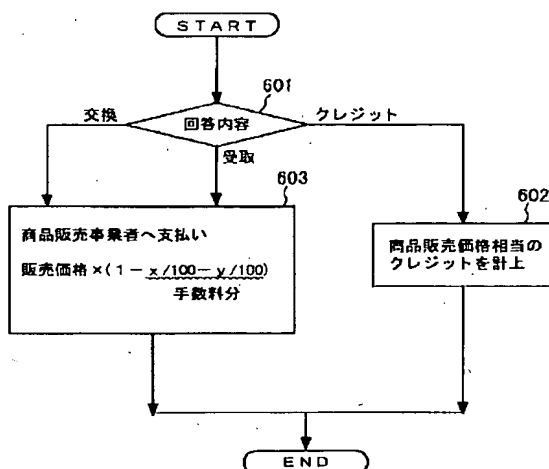 START
601
交換
回答内容
クレジット
受取
603
商品販売事業者へ支払い
販売価格×(1－x/100－y/100)
手数料分
602
商品販売価格相当の
クレジットを計上
END